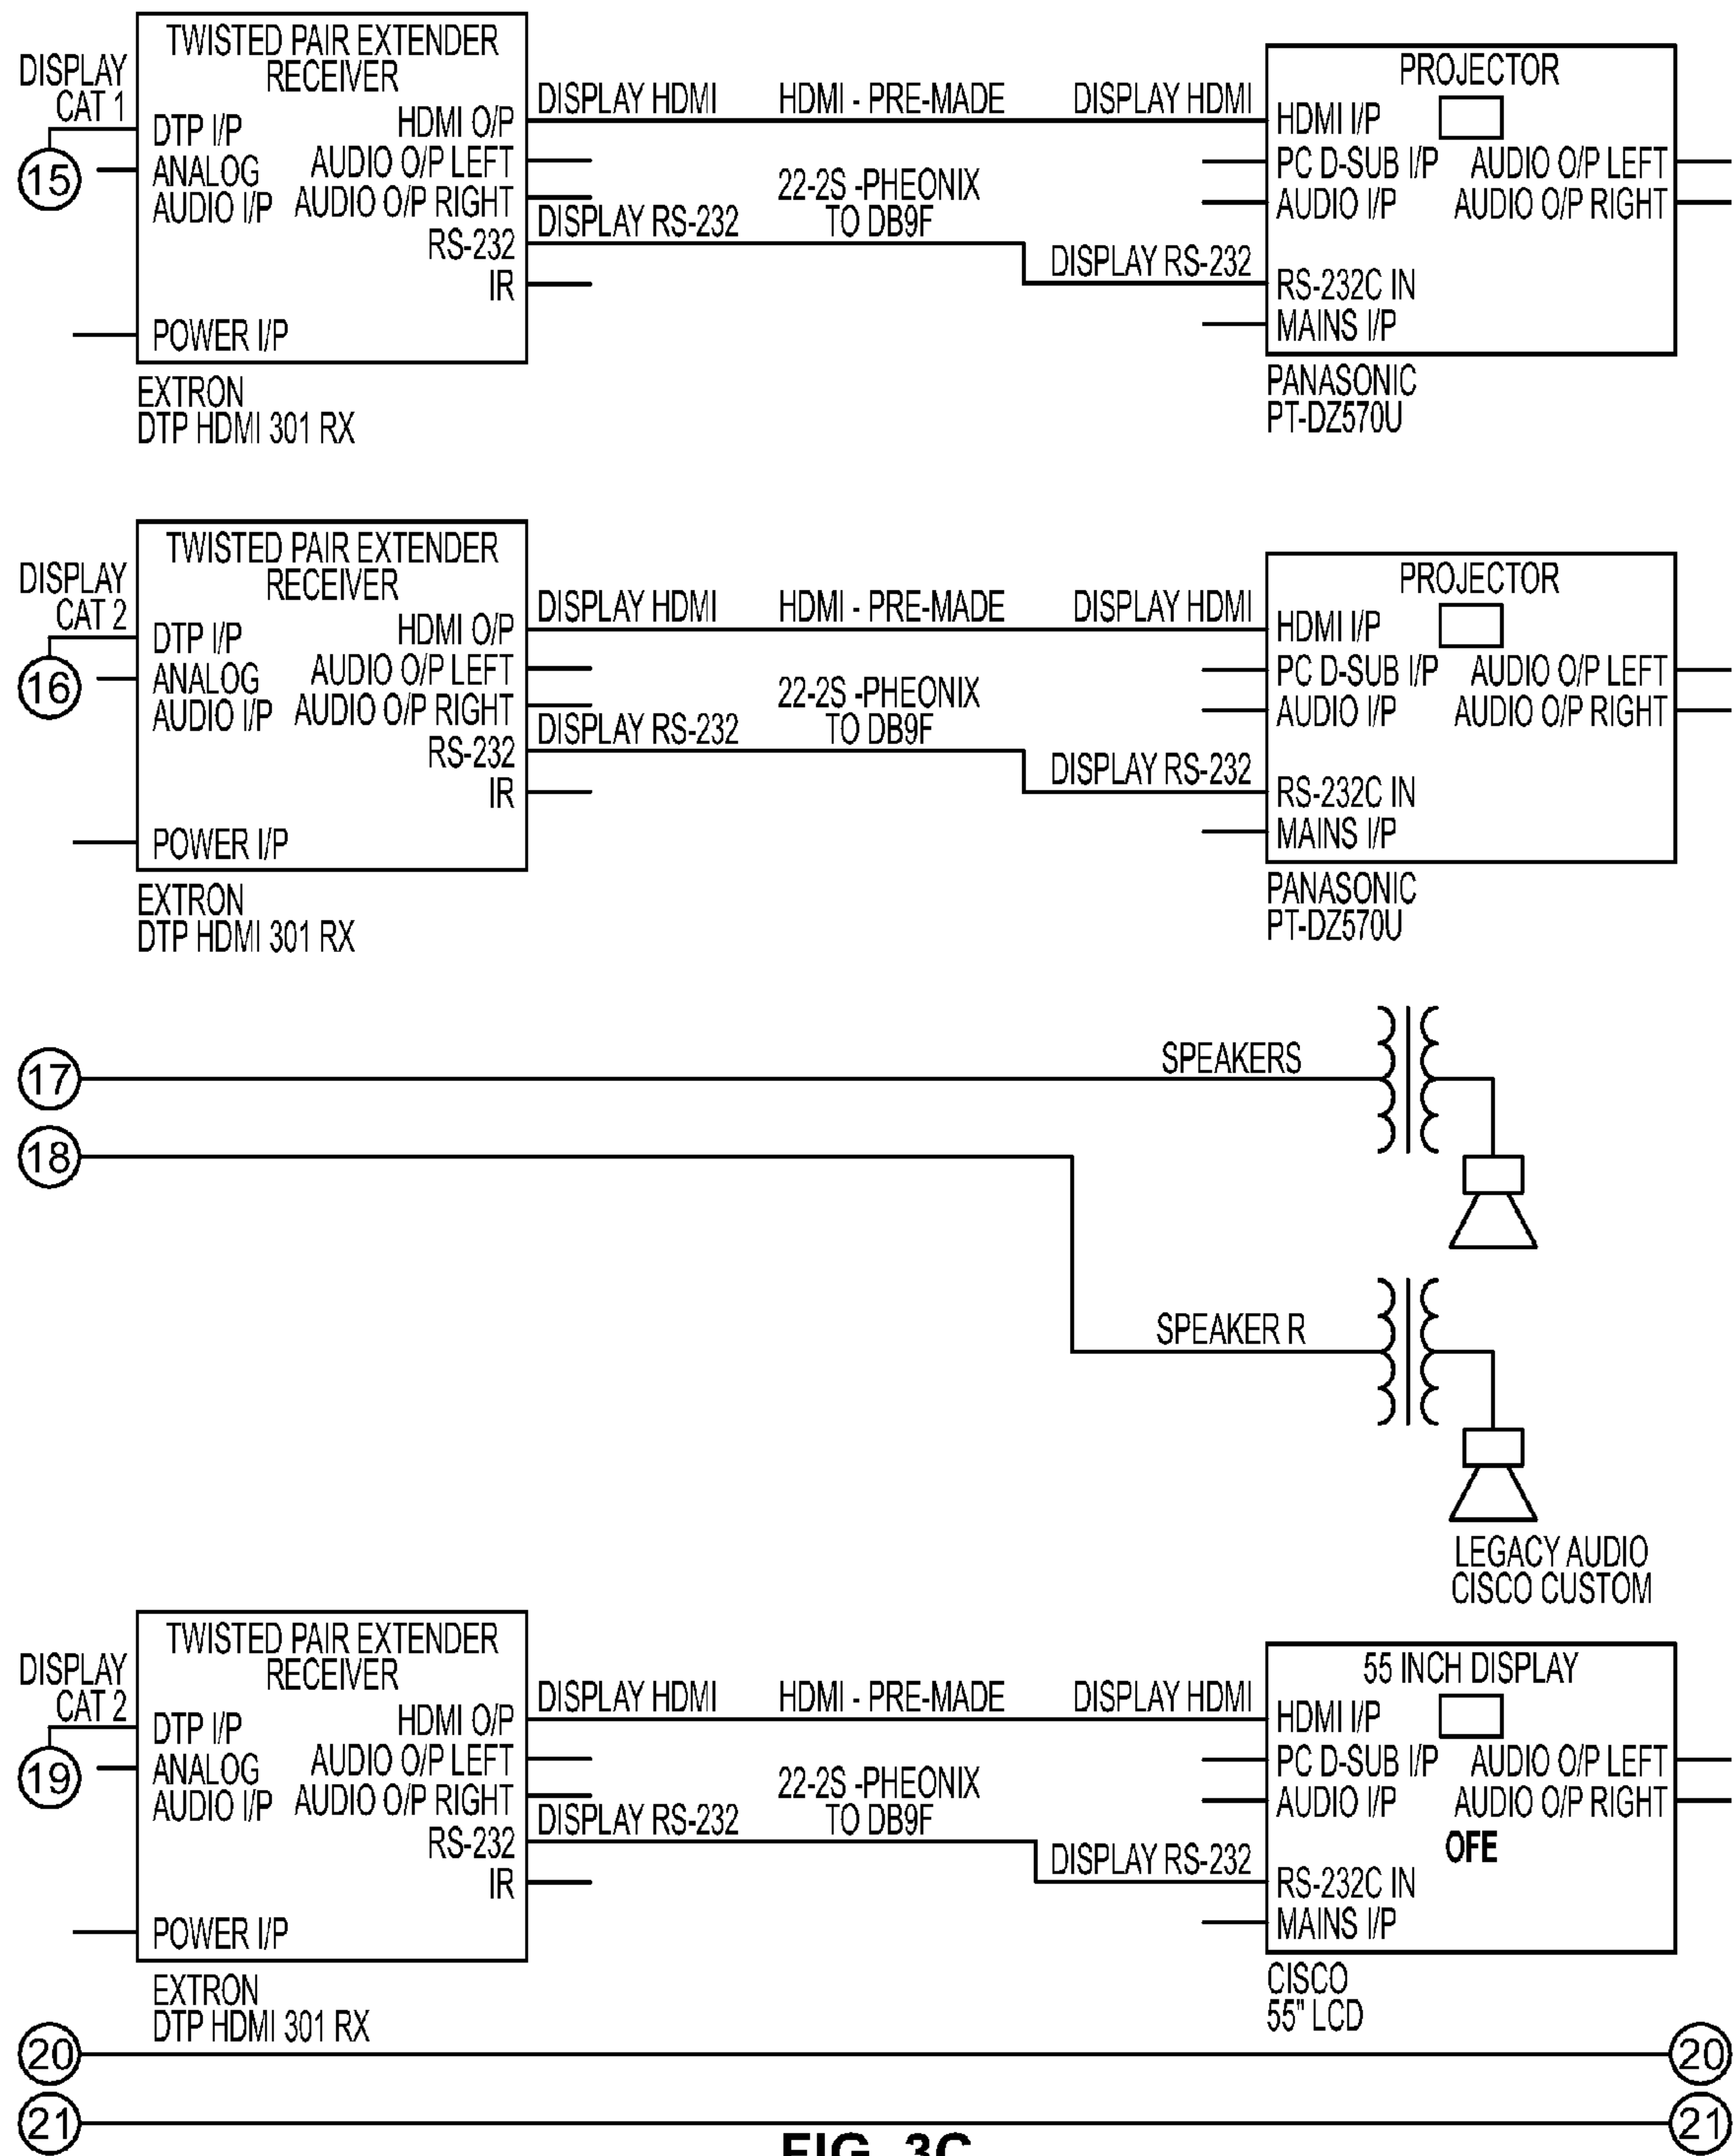 TWISTED PAIR EXTENDER
RECEIVER
DISPLAY
CAT 1
15
DTP I/P
ANALOG
AUDIO I/P
HDMI O/P
AUDIO O/P LEFT
AUDIO O/P RIGHT
RS-232
IR
POWER I/P
EXTRON
DTP HDMI 301 RX
DISPLAY HDMI
HDMI - PRE-MADE
DISPLAY HDMI
22-2S -PHEONIX
TO DB9F
DISPLAY RS-232
DISPLAY RS-232
PROJECTOR
HDMI I/P
PC D-SUB I/P
AUDIO I/P
AUDIO O/P LEFT
AUDIO O/P RIGHT
RS-232C IN
MAINS I/P
PANASONIC
PT-DZ570U
TWISTED PAIR EXTENDER
RECEIVER
DISPLAY
CAT 2
16
DTP I/P
ANALOG
AUDIO I/P
HDMI O/P
AUDIO O/P LEFT
AUDIO O/P RIGHT
RS-232
IR
POWER I/P
EXTRON
DTP HDMI 301 RX
DISPLAY HDMI
HDMI - PRE-MADE
DISPLAY HDMI
22-2S -PHEONIX
TO DB9F
DISPLAY RS-232
DISPLAY RS-232
PROJECTOR
HDMI I/P
PC D-SUB I/P
AUDIO I/P
AUDIO O/P LEFT
AUDIO O/P RIGHT
RS-232C IN
MAINS I/P
PANASONIC
PT-DZ570U
17
SPEAKERS
18
SPEAKER R
LEGACY AUDIO
CISCO CUSTOM
TWISTED PAIR EXTENDER
RECEIVER
DISPLAY
CAT 2
19
DTP I/P
ANALOG
AUDIO I/P
HDMI O/P
AUDIO O/P LEFT
AUDIO O/P RIGHT
RS-232
IR
POWER I/P
EXTRON
DTP HDMI 301 RX
DISPLAY HDMI
HDMI - PRE-MADE
DISPLAY HDMI
22-2S -PHEONIX
TO DB9F
DISPLAY RS-232
DISPLAY RS-232
55 INCH DISPLAY
HDMI I/P
PC D-SUB I/P
AUDIO I/P
AUDIO O/P LEFT
AUDIO O/P RIGHT
OFE
RS-232C IN
MAINS I/P
CISCO
55" LCD
20
20
21
21
FIG. 3C